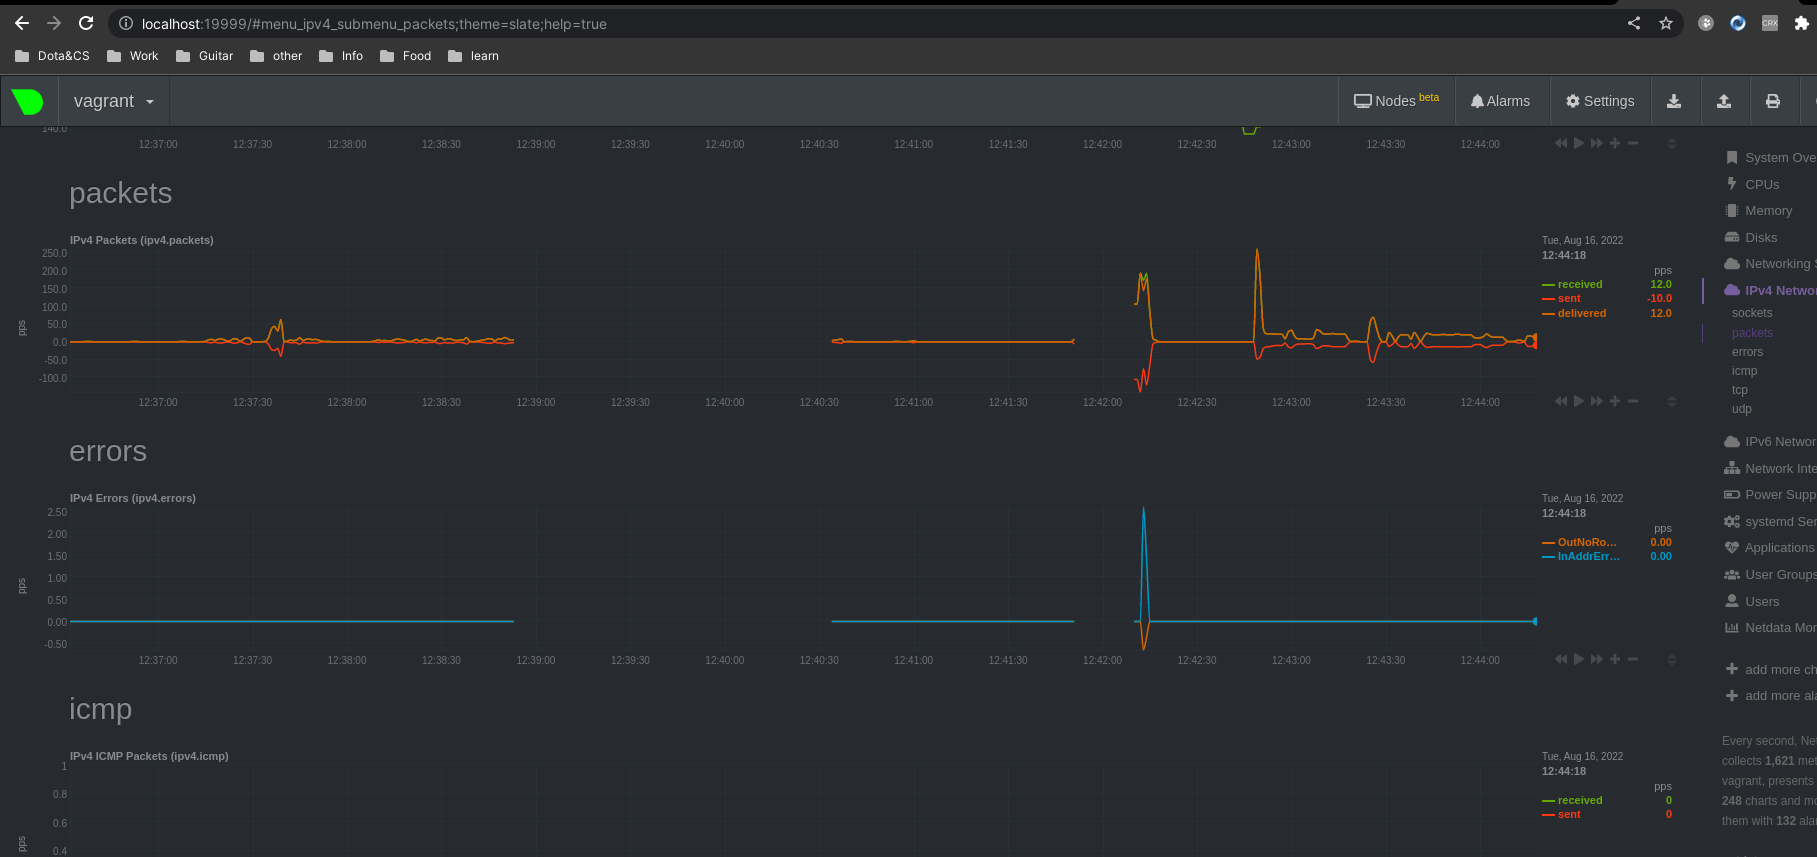 localhost:19999/#menu_ipv4_submenu_packets;theme=slate;help=true
CRX
Dota&CS Work Guitar other Info Food learn
vagrant
Nodes beta Alarms Settings
140.0
12:37:00 12:37:30 12:38:00 12:38:30 12:39:00 12:39:30 12:40:00 12:40:30 12:41:00 12:41:30 12:42:00 12:42:30 12:43:00 12:43:30 12:44:00
packets
IPv4 Packets (ipv4.packets)
250.0
200.0
150.0
100.0
50.0
0.0
-50.0
-100.0
pps
12:37:00 12:37:30 12:38:00 12:38:30 12:39:00 12:39:30 12:40:00 12:40:30 12:41:00 12:41:30 12:42:00 12:42:30 12:43:00 12:43:30 12:44:00
Tue, Aug 16, 2022
12:44:18
pps
received 12.0
sent -10.0
delivered 12.0
errors
IPv4 Errors (ipv4.errors)
2.50
2.00
1.50
1.00
0.50
0.00
-0.50
pps
12:37:00 12:37:30 12:38:00 12:38:30 12:39:00 12:39:30 12:40:00 12:40:30 12:41:00 12:41:30 12:42:00 12:42:30 12:43:00 12:43:30 12:44:00
Tue, Aug 16, 2022
12:44:18
pps
OutNoRo... 0.00
InAddrErr... 0.00
icmp
IPv4 ICMP Packets (ipv4.icmp)
1
0.8
0.6
0.4
pps
Tue, Aug 16, 2022
12:44:18
pps
received 0
sent 0
System Ove
CPUs
Memory
Disks
Networking S
IPv4 Networ
sockets
packets
errors
icmp
tcp
udp
IPv6 Networ
Network Inte
Power Supp
systemd Ser
Applications
User Groups
Users
Netdata Mon
add more ch
add more ala
Every second, Ne
collects 1,621 met
vagrant, presents
248 charts and mo
them with 132 alar